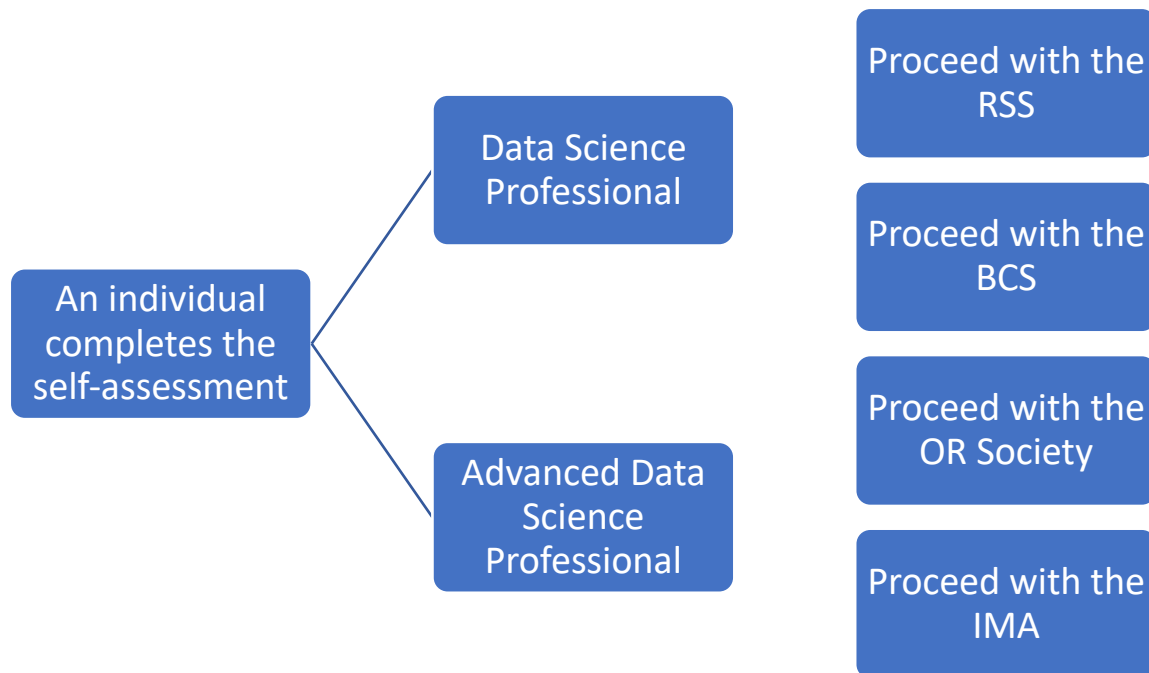 An individual
completes the
self-assessment
Data Science
Professional
Advanced Data
Science
Professional
Proceed with the
RSS
Proceed with the
BCS
Proceed with the
OR Society
Proceed with the
IMA